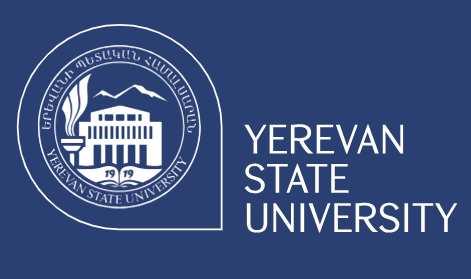 ԵՐԵՎԱՆԻ ՊԵՏԱԿԱՆ ՀԱՄԱԼՍԱՐԱՆ
19 19
YEREVAN STATE UNIVERSITY
YEREVAN
STATE
UNIVERSITY